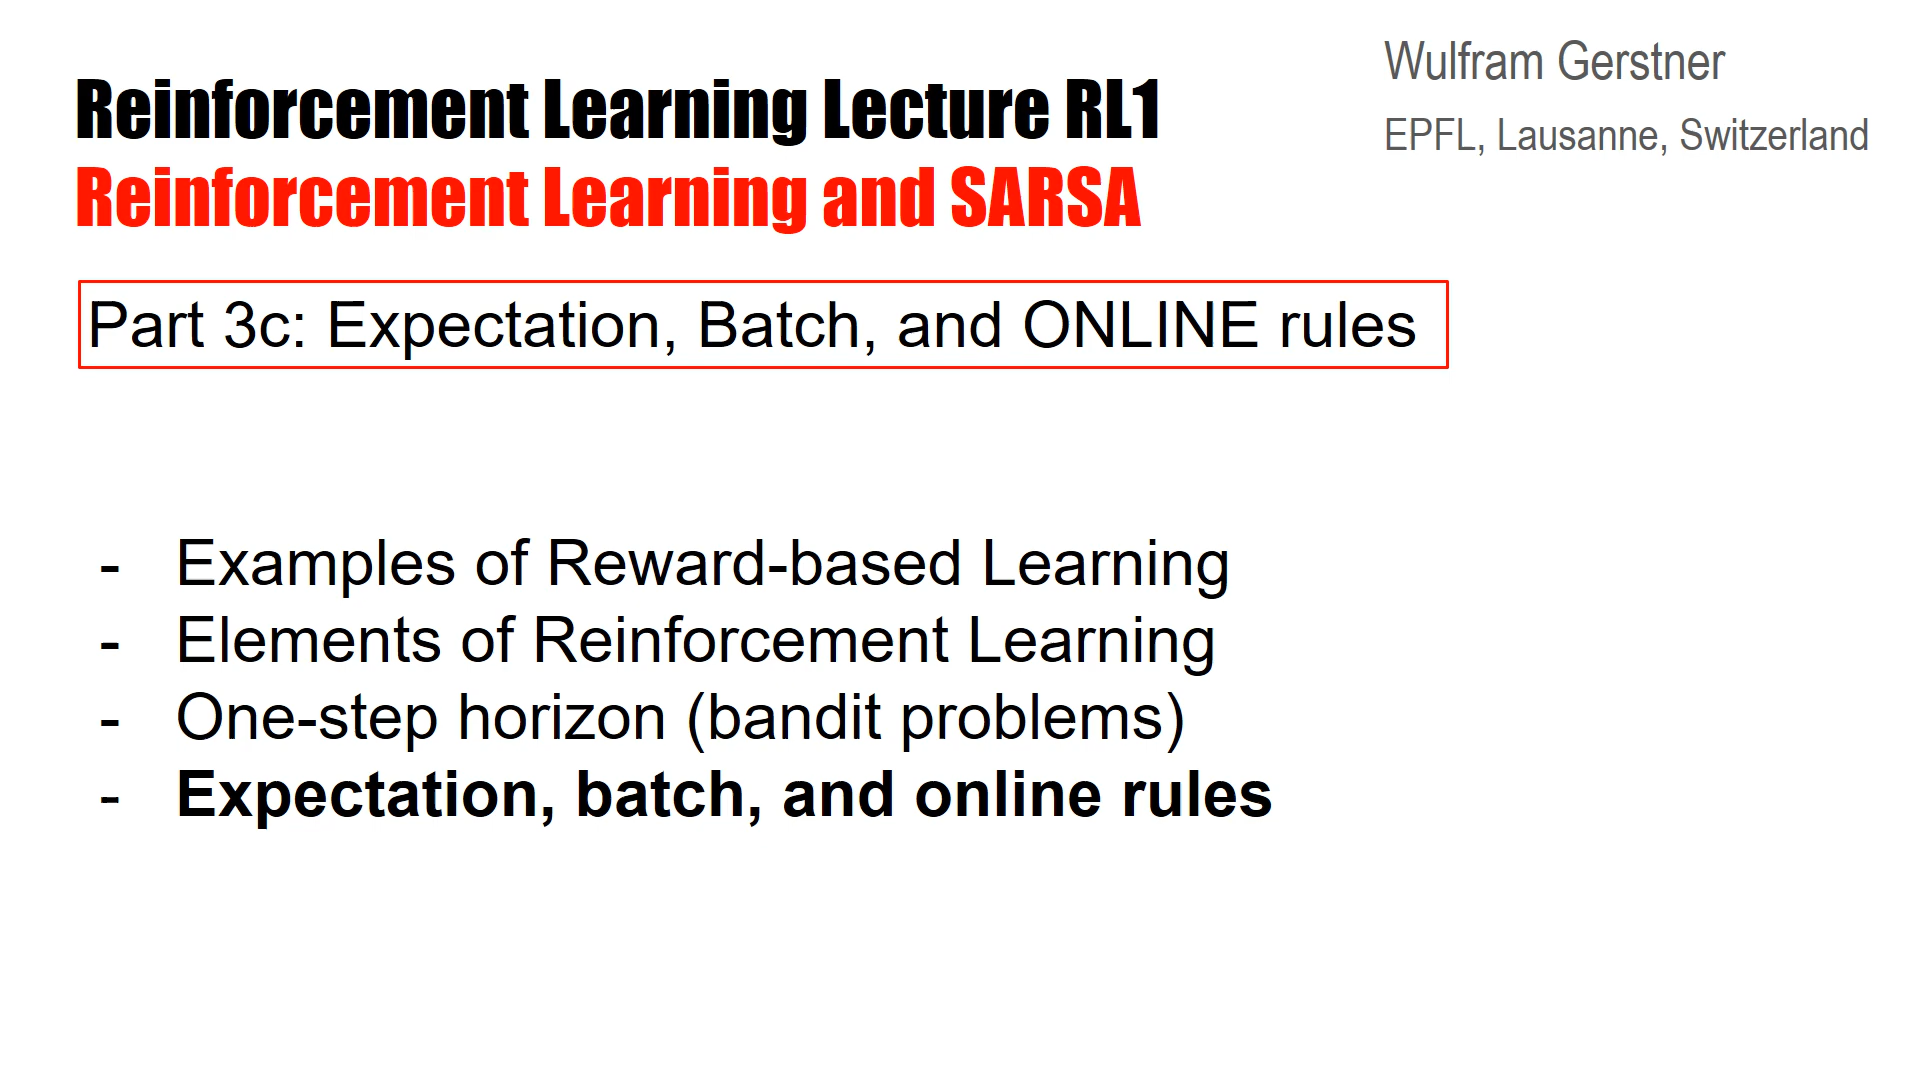 Reinforcement Learning Lecture RL1
Reinforcement Learning and SARSA
Wulfram Gerstner
EPFL, Lausanne, Switzerland
Part 3c: Expectation, Batch, and ONLINE rules
- Examples of Reward-based Learning
- Elements of Reinforcement Learning
- One-step horizon (bandit problems)
- Expectation, batch, and online rules